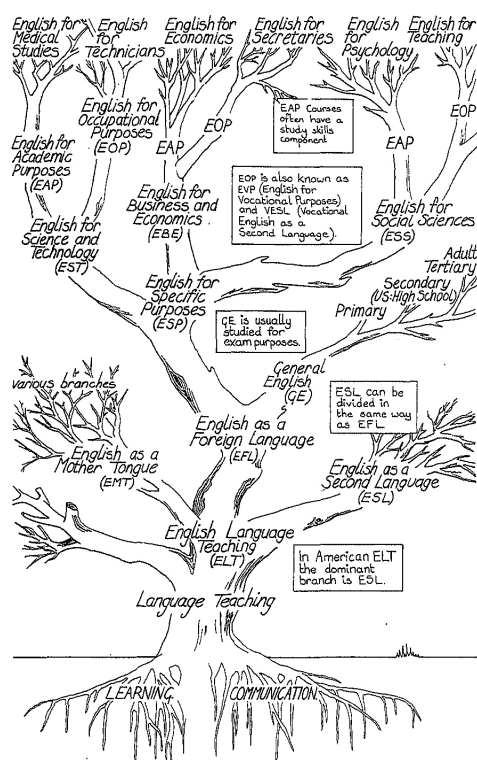 English for
Medical
Studies
English
for
Technicians
English for
Economics
English for
Secretaries
English
for
Psychology
English for
Teaching
English for
Occupational
Purposes
(EOP)
EAP Courses
often have a
study skills
component
EOP
EOP
English for
Academic
Purposes
(EAP)
EAP
EAP
EOP is also known as
EVP (English for
Vocational Purposes)
and VESL (Vocational
English as a
Second Language).
English for
Business and
Economics
(EBE)
English for
Social Sciences
(ESS)
English for
Science and
Technology
(EST)
Adult
Tertiary
Secondary
(US:High School)
Primary
English for
Specific
Purposes
(ESP)
GE is usually
studied for
exam purposes.
General
English
(GE)
various branches
ESL can be
divided in
the same way
as EFL.
English as a
Foreign Language
(EFL)
English as a
Mother Tongue
(EMT)
English as a
Second Language
(ESL)
English Language
Teaching
(ELT)
In American ELT
the dominant
branch is ESL.
Language Teaching
LEARNING
COMMUNICATION